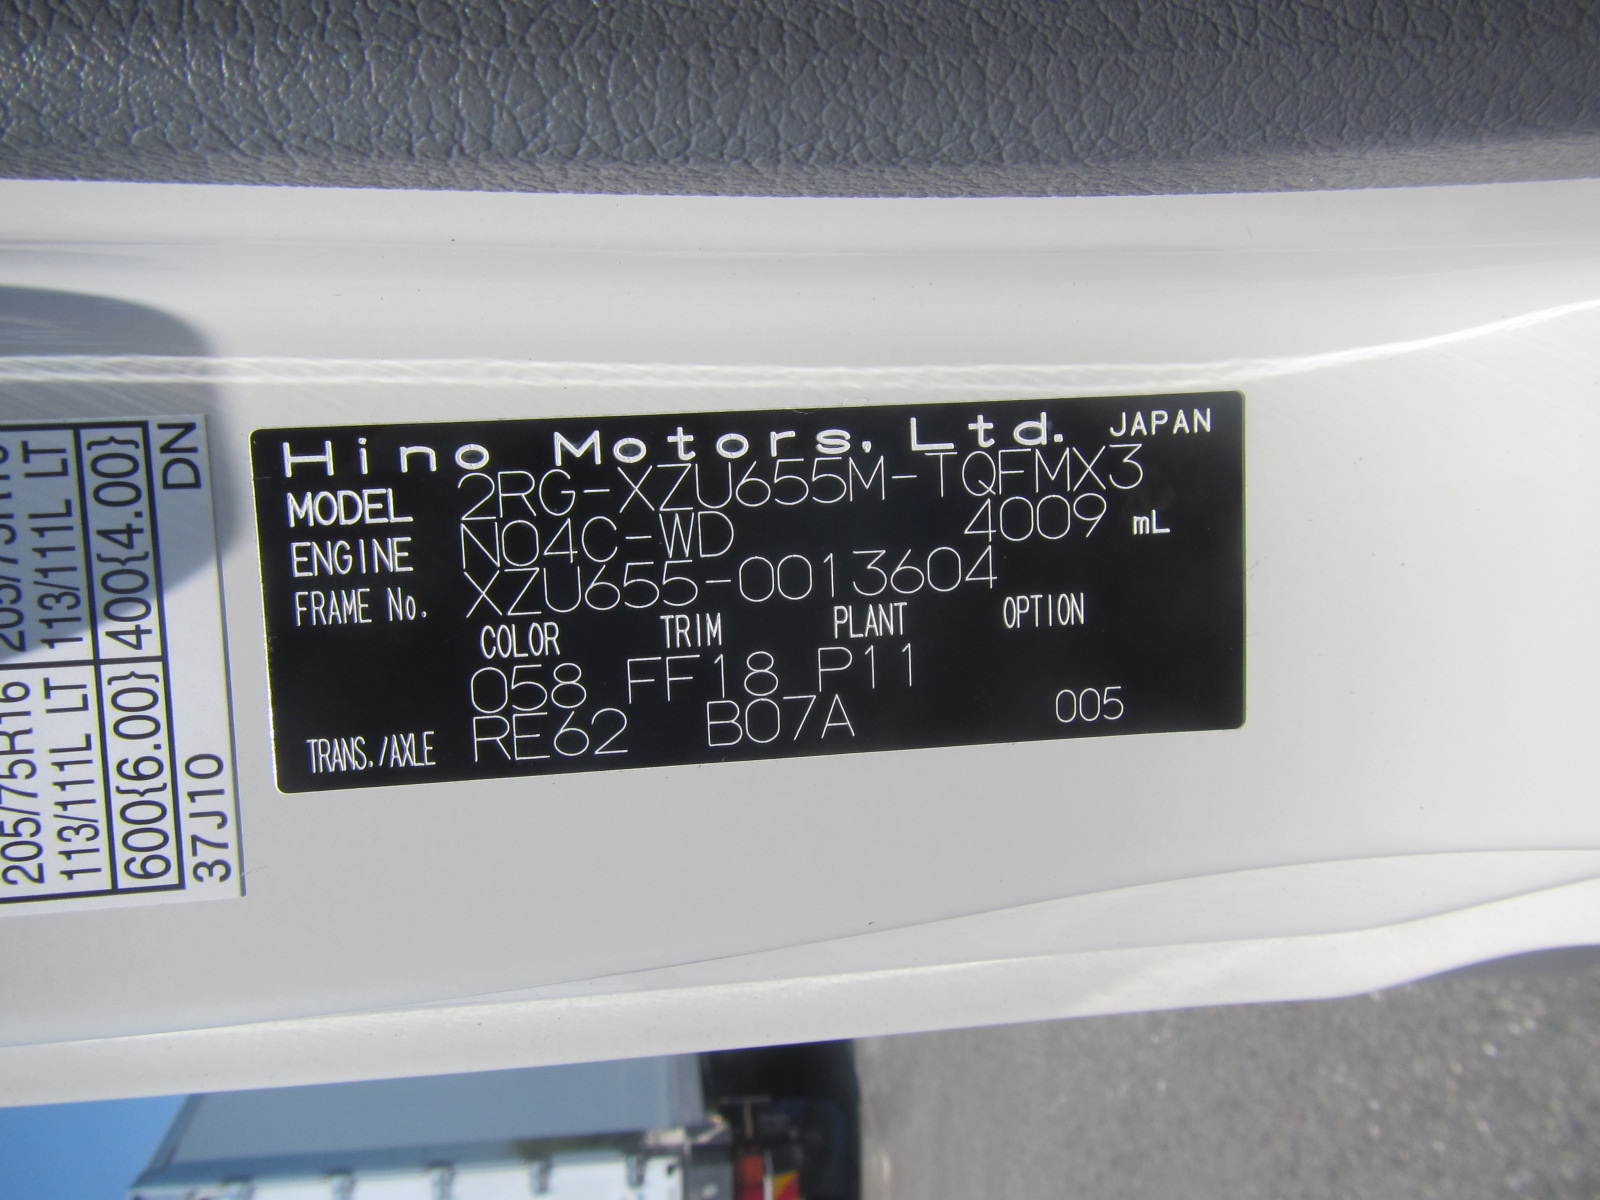 Hino Motors, Ltd. JAPAN
MODEL 2RG-XZU655M-TQFMX3
ENGINE N04C-WD 4009 mL
FRAME No. XZU655-0013604
COLOR TRIM PLANT OPTION
058 FF18 P11
TRANS./AXLE RE62 B07A 005
205/75R16
113/111L LT 113/111L LT
600{6.00} 400{4.00}
37J10 DN